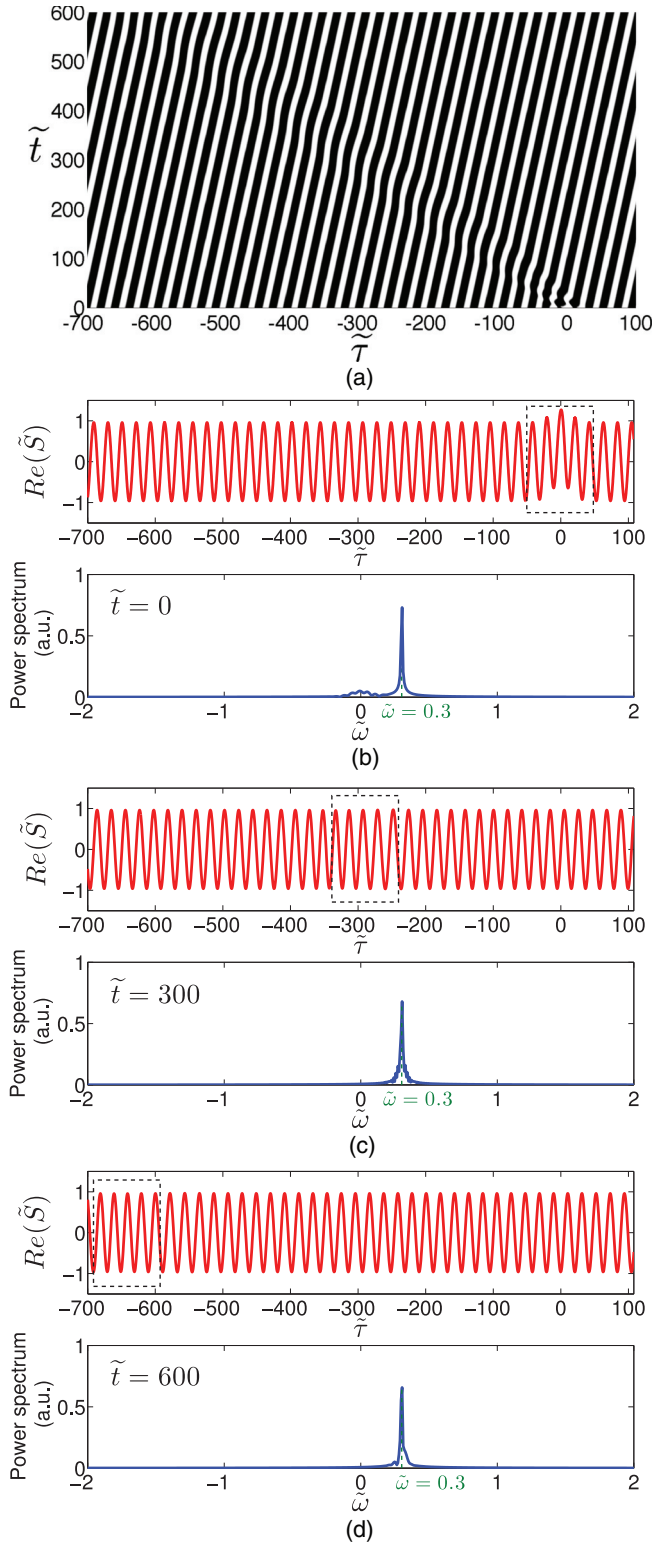 600
500
400
300
200
100
0
t̃
-700 -600 -500 -400 -300 -200 -100 0 100
τ̃
(a)
Re(S̃)
1
0
−1
−700 −600 −500 −400 −300 −200 −100 0 100
τ̃
Power spectrum
(a.u.)
1
0.5
0
t̃ = 0
−2 −1 0 1 2
ω̃ = 0.3
ω̃
(b)
Re(S̃)
1
0
−1
−700 −600 −500 −400 −300 −200 −100 0 100
τ̃
Power spectrum
(a.u.)
1
0.5
0
t̃ = 300
−2 −1 0 1 2
ω̃ = 0.3
ω̃
(c)
Re(S̃)
1
0
−1
−700 −600 −500 −400 −300 −200 −100 0 100
τ̃
Power spectrum
(a.u.)
1
0.5
0
t̃ = 600
−2 −1 0 1 2
ω̃ = 0.3
ω̃
(d)